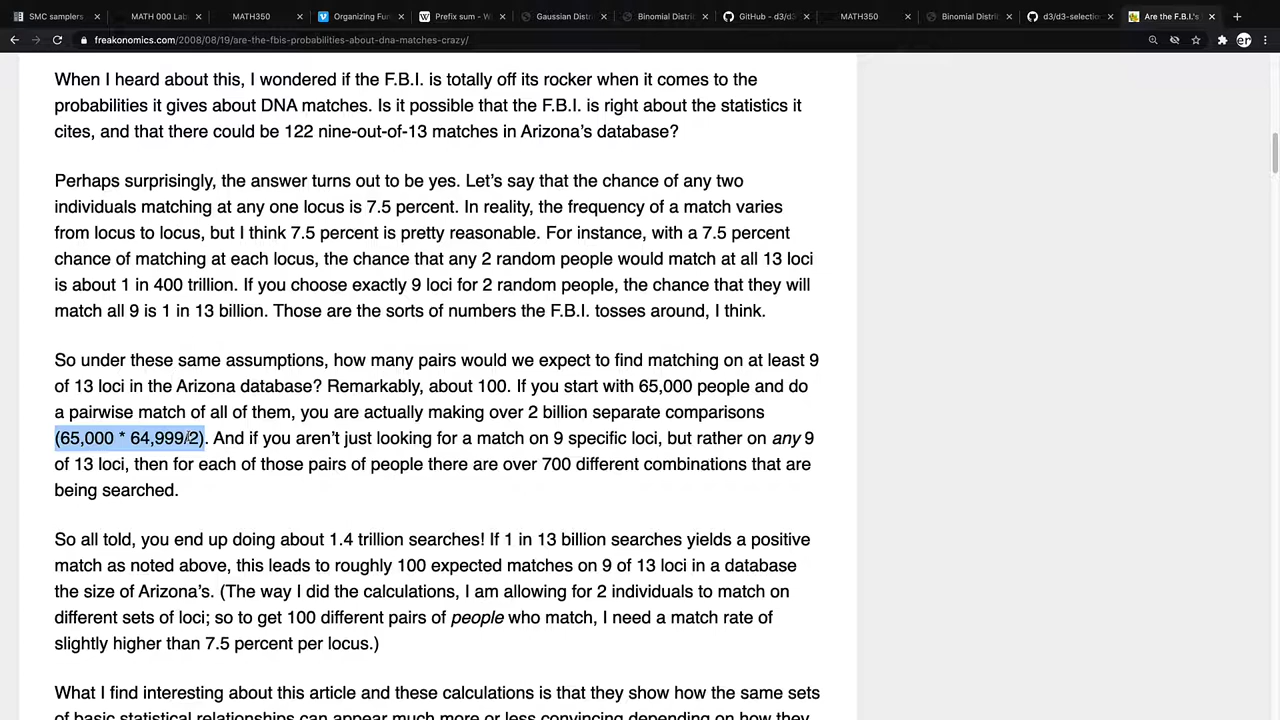 SMC samplers
MATH 000 Lab
MATH350
Organizing Fur
Prefix sum - W
Gaussian Distri
Binomial Distri
GitHub - d3/d3
MATH350
Binomial Distri
d3/d3-selectio
Are the F.B.I.'s
freakonomics.com/2008/08/19/are-the-fbis-probabilities-about-dna-matches-crazy/
When I heard about this, I wondered if the F.B.I. is totally off its rocker when it comes to the
probabilities it gives about DNA matches. Is it possible that the F.B.I. is right about the statistics it
cites, and that there could be 122 nine-out-of-13 matches in Arizona's database?
Perhaps surprisingly, the answer turns out to be yes. Let's say that the chance of any two
individuals matching at any one locus is 7.5 percent. In reality, the frequency of a match varies
from locus to locus, but I think 7.5 percent is pretty reasonable. For instance, with a 7.5 percent
chance of matching at each locus, the chance that any 2 random people would match at all 13 loci
is about 1 in 400 trillion. If you choose exactly 9 loci for 2 random people, the chance that they will
match all 9 is 1 in 13 billion. Those are the sorts of numbers the F.B.I. tosses around, I think.
So under these same assumptions, how many pairs would we expect to find matching on at least 9
of 13 loci in the Arizona database? Remarkably, about 100. If you start with 65,000 people and do
a pairwise match of all of them, you are actually making over 2 billion separate comparisons
(65,000 * 64,999/2). And if you aren't just looking for a match on 9 specific loci, but rather on any 9
of 13 loci, then for each of those pairs of people there are over 700 different combinations that are
being searched.
So all told, you end up doing about 1.4 trillion searches! If 1 in 13 billion searches yields a positive
match as noted above, this leads to roughly 100 expected matches on 9 of 13 loci in a database
the size of Arizona's. (The way I did the calculations, I am allowing for 2 individuals to match on
different sets of loci; so to get 100 different pairs of people who match, I need a match rate of
slightly higher than 7.5 percent per locus.)
What I find interesting about this article and these calculations is that they show how the same sets
of basic statistical relationships can appear much more or less convincing depending on how they